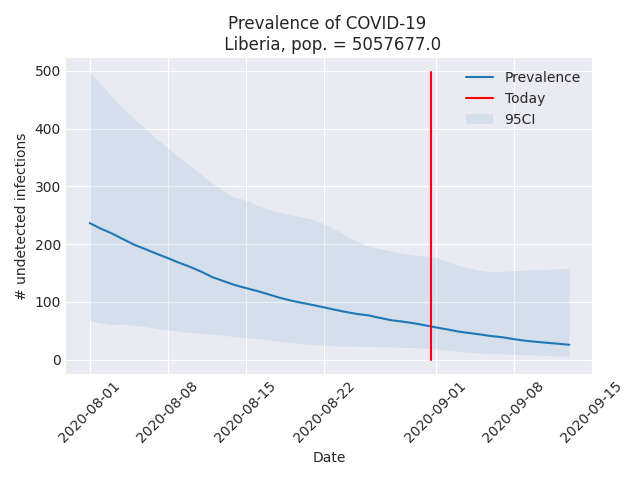 Prevalence of COVID-19
Liberia, pop. = 5057677.0
Prevalence
Today
95CI
# undetected infections
500
400
300
200
100
0
2020-08-01
2020-08-08
2020-08-15
2020-08-22
2020-09-01
2020-09-08
2020-09-15
Date